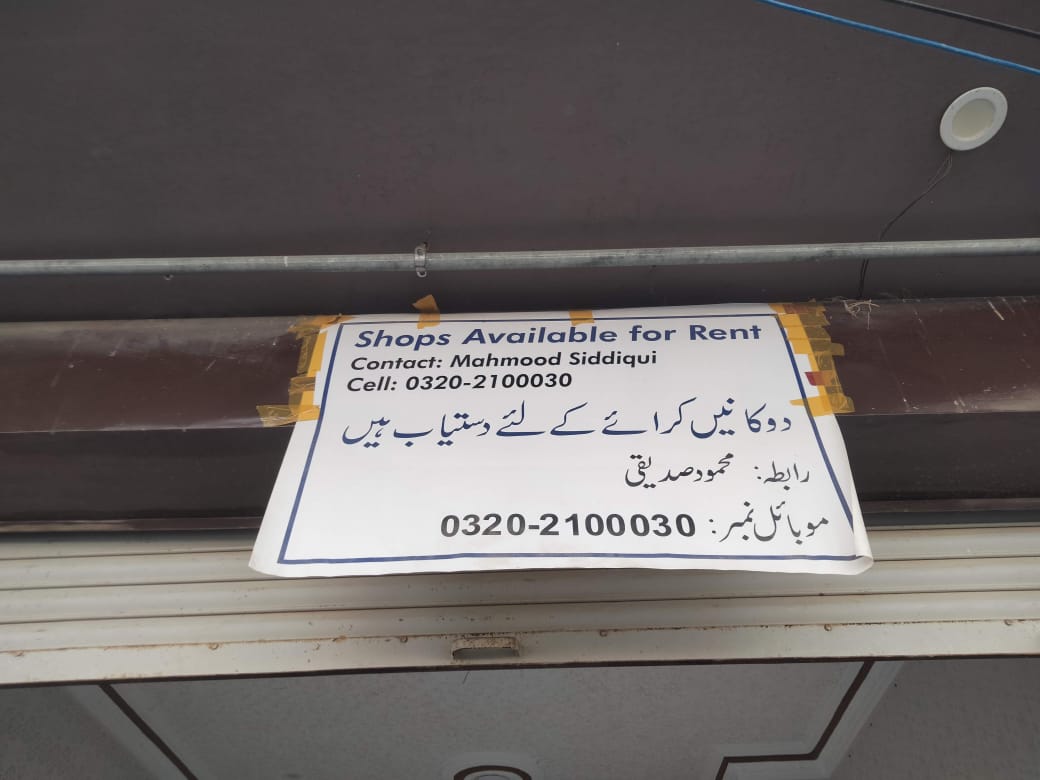 Shops Available for Rent
Contact: Mahmood Siddiqui
Cell: 0320-2100030
دوکانیں کرائے کے لئے دستیاب ہیں
رابطہ: محمود صدیقی
موبائل نمبر: 0320-2100030